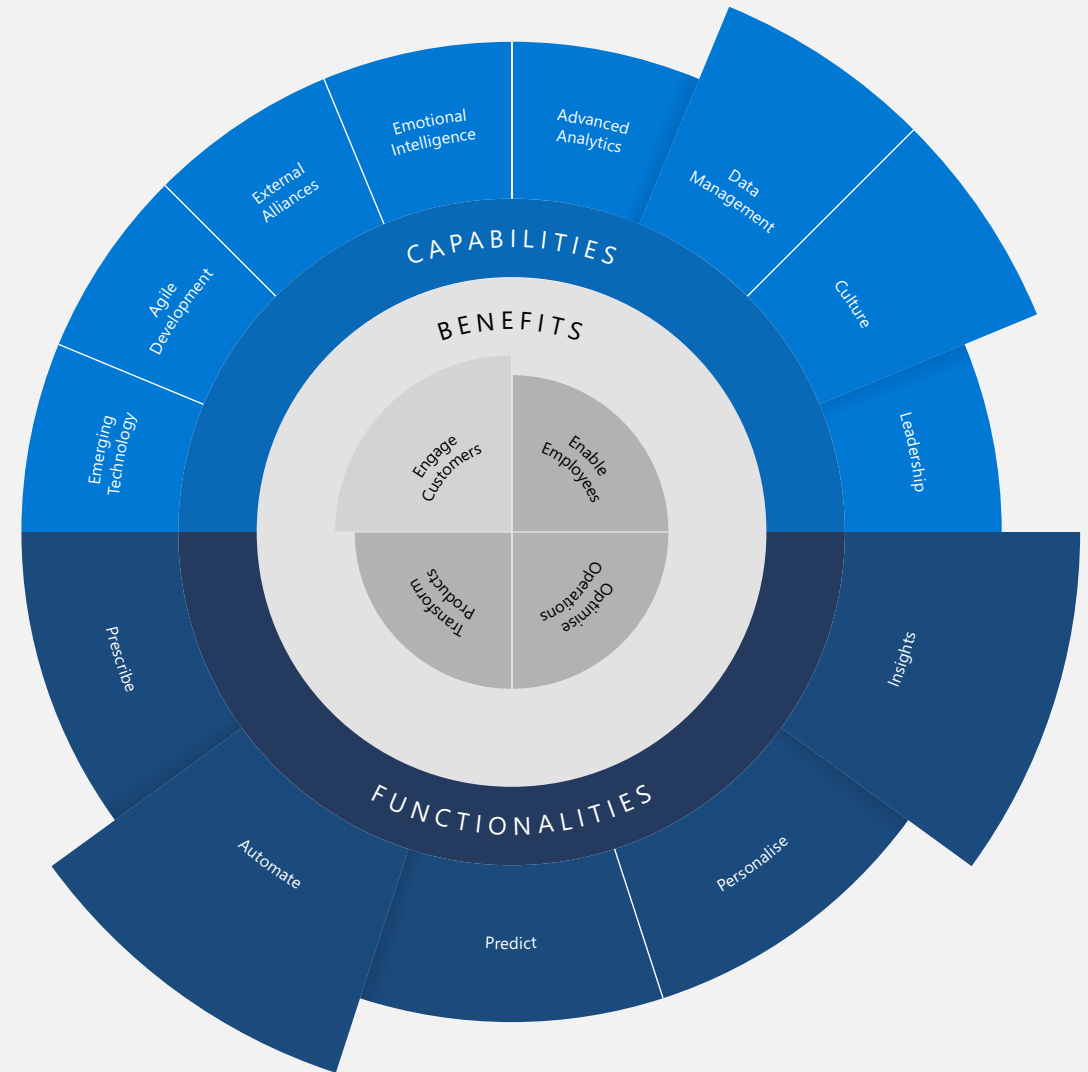 Emotional
Intelligence
Advanced
Analytics
External
Alliances
Data
Management
Agile
Development
Culture
Emerging
Technology
Leadership
CAPABILITIES
BENEFITS
Engage
Customers
Enable
Employees
Transform
Products
Optimise
Operations
Prescribe
Insights
FUNCTIONALITIES
Automate
Personalise
Predict